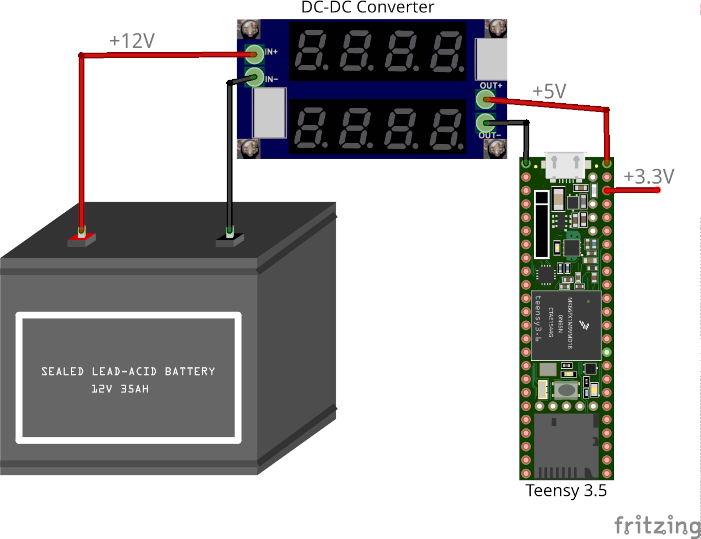 DC-DC Converter
+12V
IN+
IN-
OUT+
OUT-
+5V
+3.3V
SEALED LEAD-ACID BATTERY
12V 35AH
teensy3.6
Teensy 3.5
fritzing